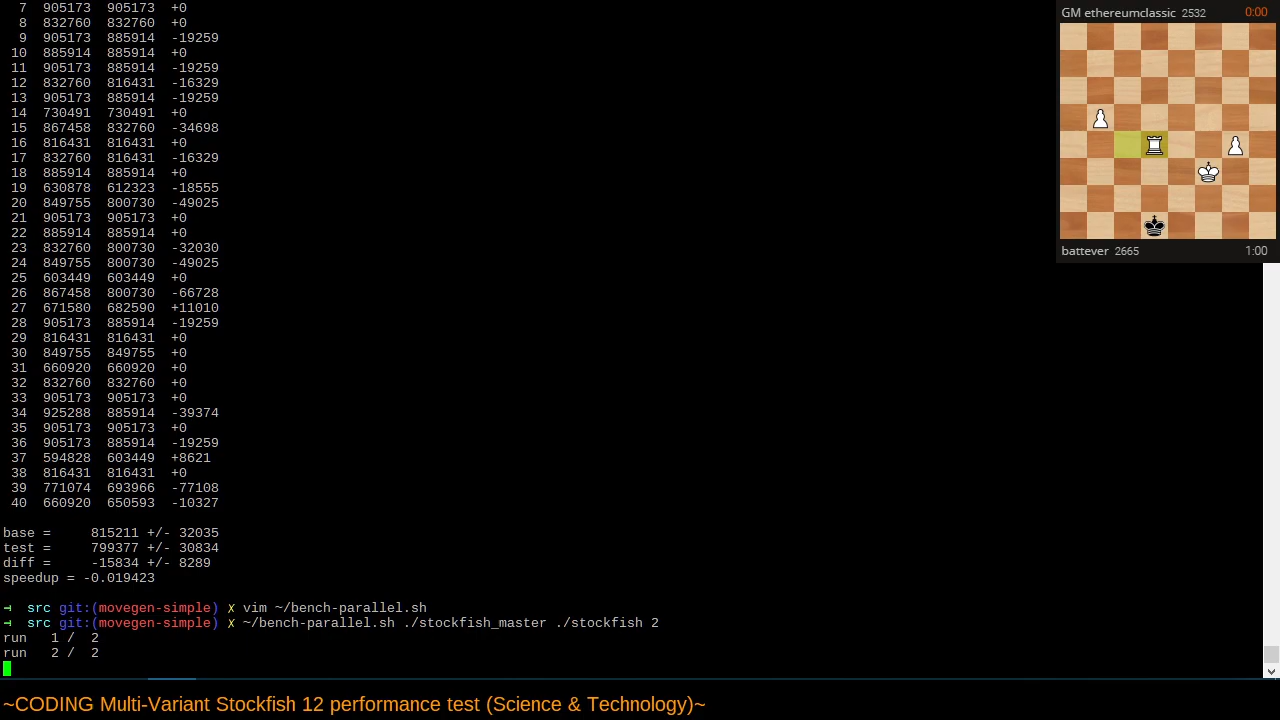 7  905173  905173  +0
8  832760  832760  +0
9  905173  885914  -19259
10  885914  885914  +0
11  905173  885914  -19259
12  832760  816431  -16329
13  905173  885914  -19259
14  730491  730491  +0
15  867458  832760  -34698
16  816431  816431  +0
17  832760  816431  -16329
18  885914  885914  +0
19  630878  612323  -18555
20  849755  800730  -49025
21  905173  905173  +0
22  885914  885914  +0
23  832760  800730  -32030
24  849755  800730  -49025
25  603449  603449  +0
26  867458  800730  -66728
27  671580  682590  +11010
28  905173  885914  -19259
29  816431  816431  +0
30  849755  849755  +0
31  660920  660920  +0
32  832760  832760  +0
33  905173  905173  +0
34  925288  885914  -39374
35  905173  905173  +0
36  905173  885914  -19259
37  594828  603449  +8621
38  816431  816431  +0
39  771074  693966  -77108
40  660920  650593  -10327
base =     815211 +/- 32035
test =     799377 +/- 30834
diff =     -15834 +/- 8289
speedup = -0.019423
⊣  src git:(movegen-simple) ✗ vim ~/bench-parallel.sh
⊣  src git:(movegen-simple) ✗ ~/bench-parallel.sh ./stockfish_master ./stockfish 2
run   1 /  2
run   2 /  2
GM ethereumclassic 2532 0:00
battever 2665 1:00
~CODING Multi-Variant Stockfish 12 performance test (Science & Technology)~